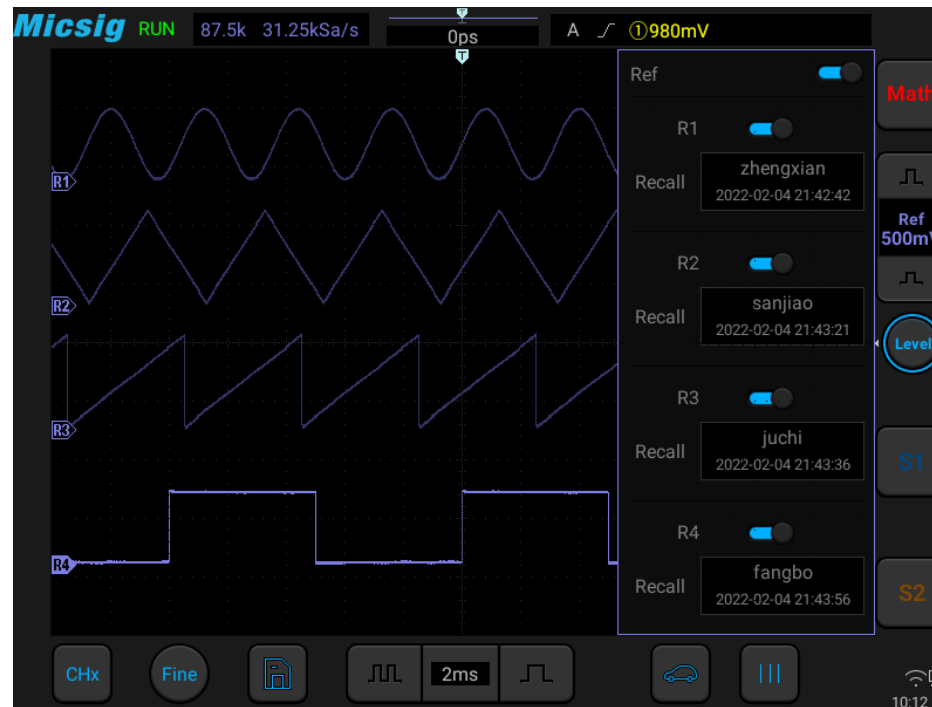 Micsig RUN 87.5k 31.25kSa/s 0ps A ①980mV
T
T
Ref
Math
R1
R1
Recall
zhengxian
2022-02-04 21:42:42
Ref
500mV
R2
R2
Recall
sanjiao
2022-02-04 21:43:21
Level
R3
R3
Recall
juchi
2022-02-04 21:43:36
S1
R4
R4
Recall
fangbo
2022-02-04 21:43:56
S2
CHx Fine 2ms
10:12